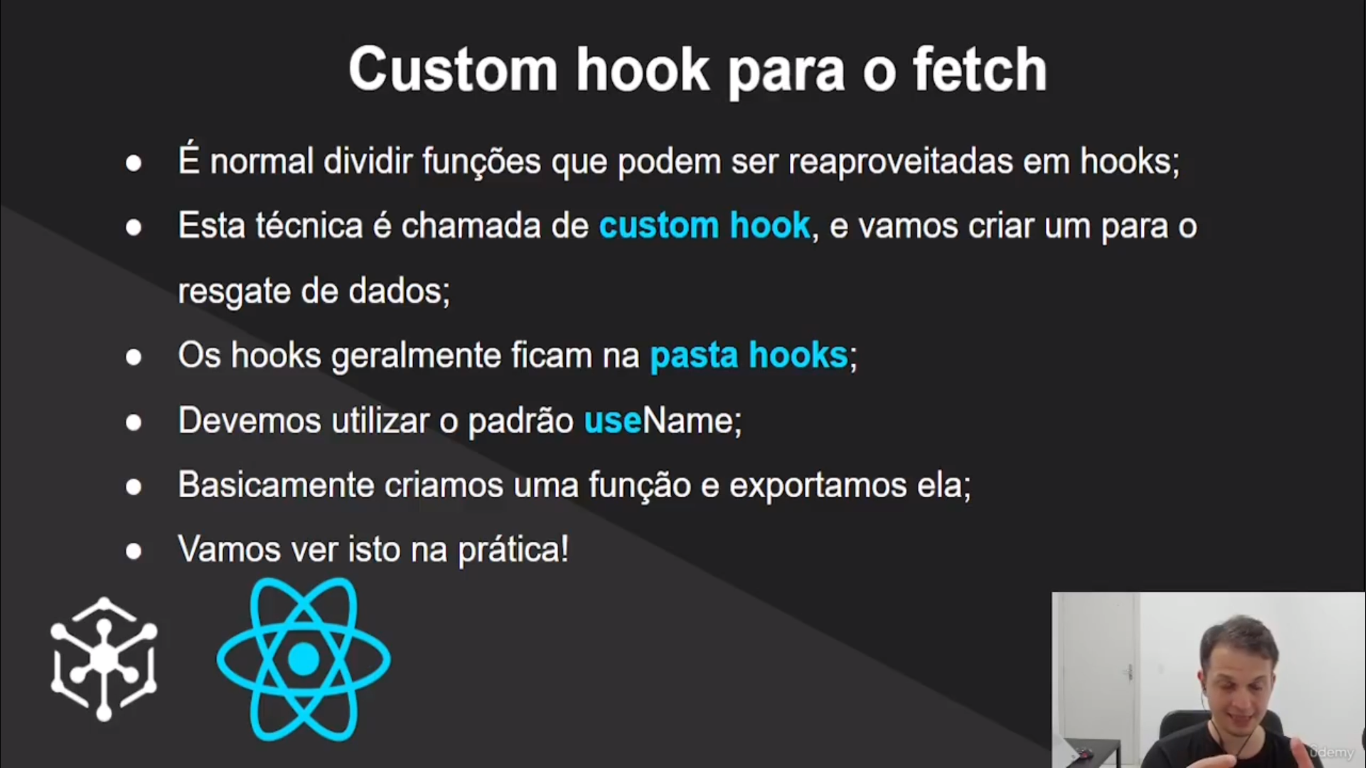 Custom hook para o fetch
● É normal dividir funções que podem ser reaproveitadas em hooks;
● Esta técnica é chamada de custom hook, e vamos criar um para o
resgate de dados;
● Os hooks geralmente ficam na pasta hooks;
● Devemos utilizar o padrão useName;
● Basicamente criamos uma função e exportamos ela;
● Vamos ver isto na prática!
ûdemy